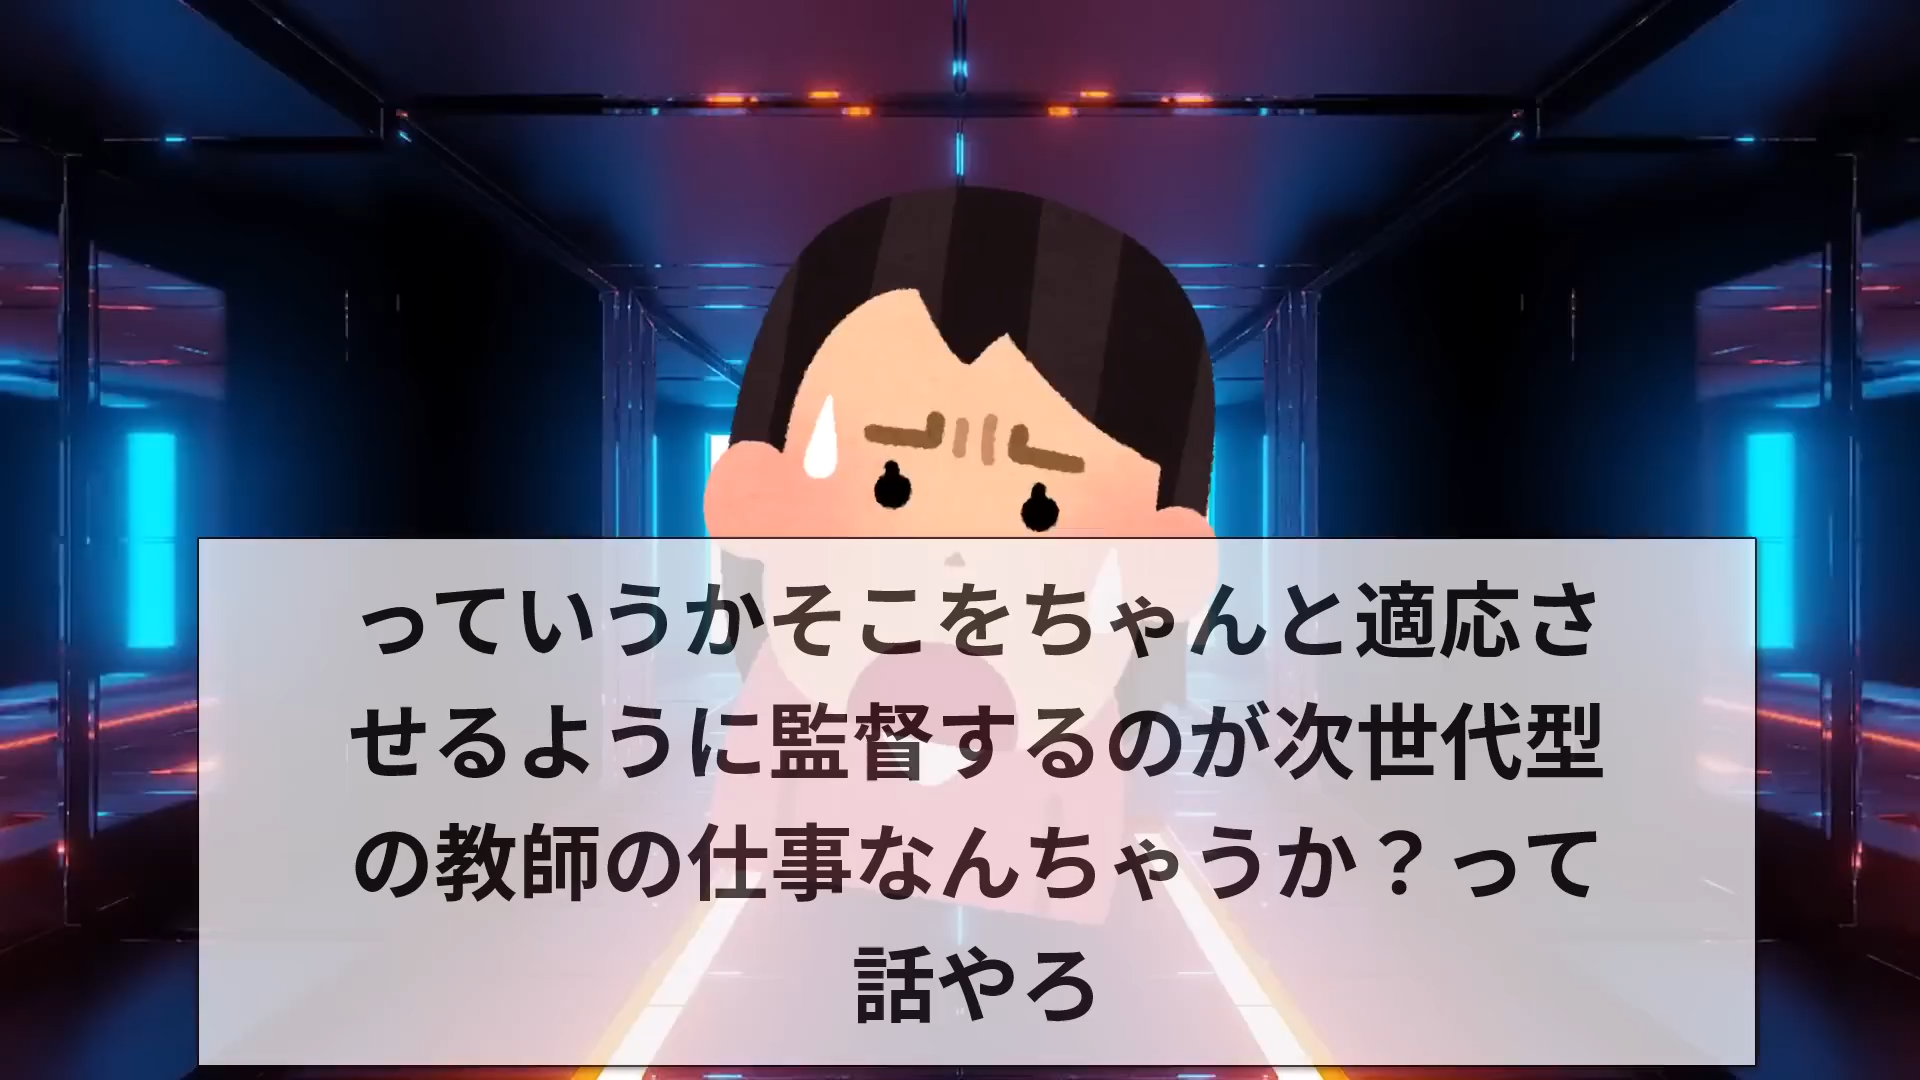 っていうかそこをちゃんと適応さ
せるように監督するのが次世代型
の教師の仕事なんちゃうか？って
話やろ